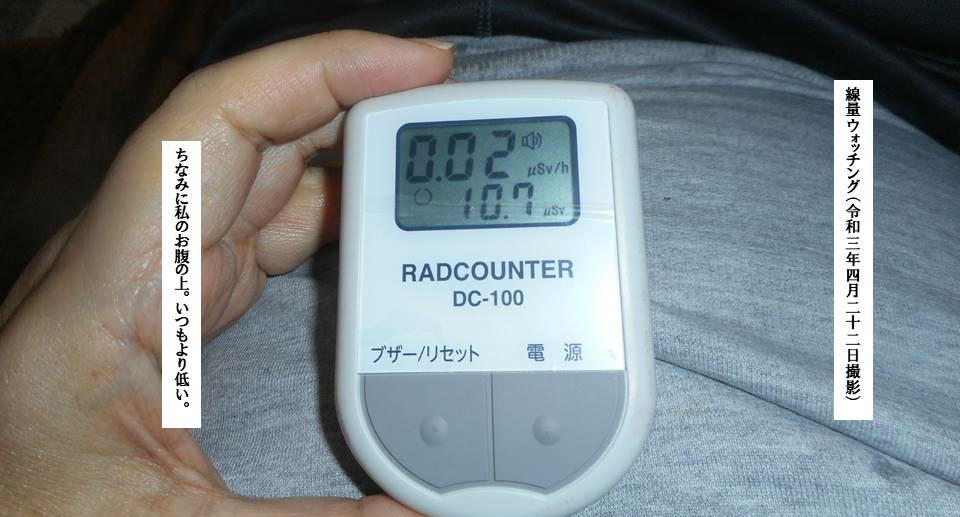 線量ウォッチング（令和三年四月二十二日撮影）
0.02 μSv/h
10.7 μSv
RADCOUNTER
DC-100
ブザー/リセット 電源
ちなみに私のお腹の上。いつもより低い。